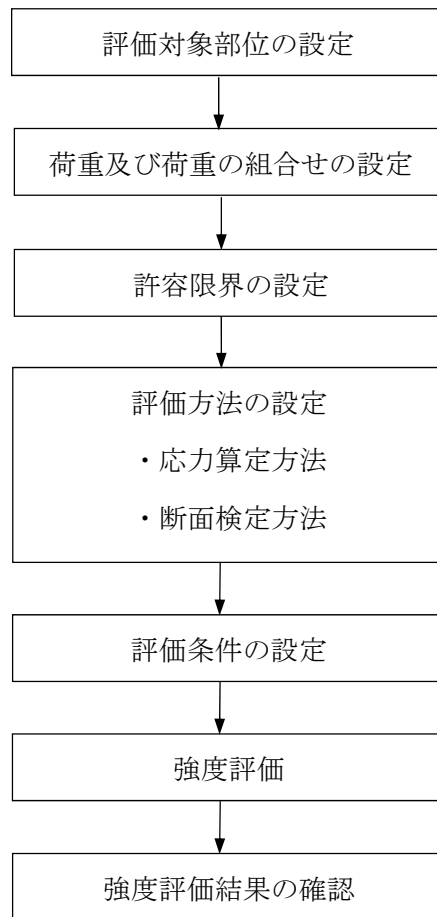 評価対象部位の設定
荷重及び荷重の組合せの設定
許容限界の設定
評価方法の設定
・応力算定方法
・断面検定方法
評価条件の設定
強度評価
強度評価結果の確認